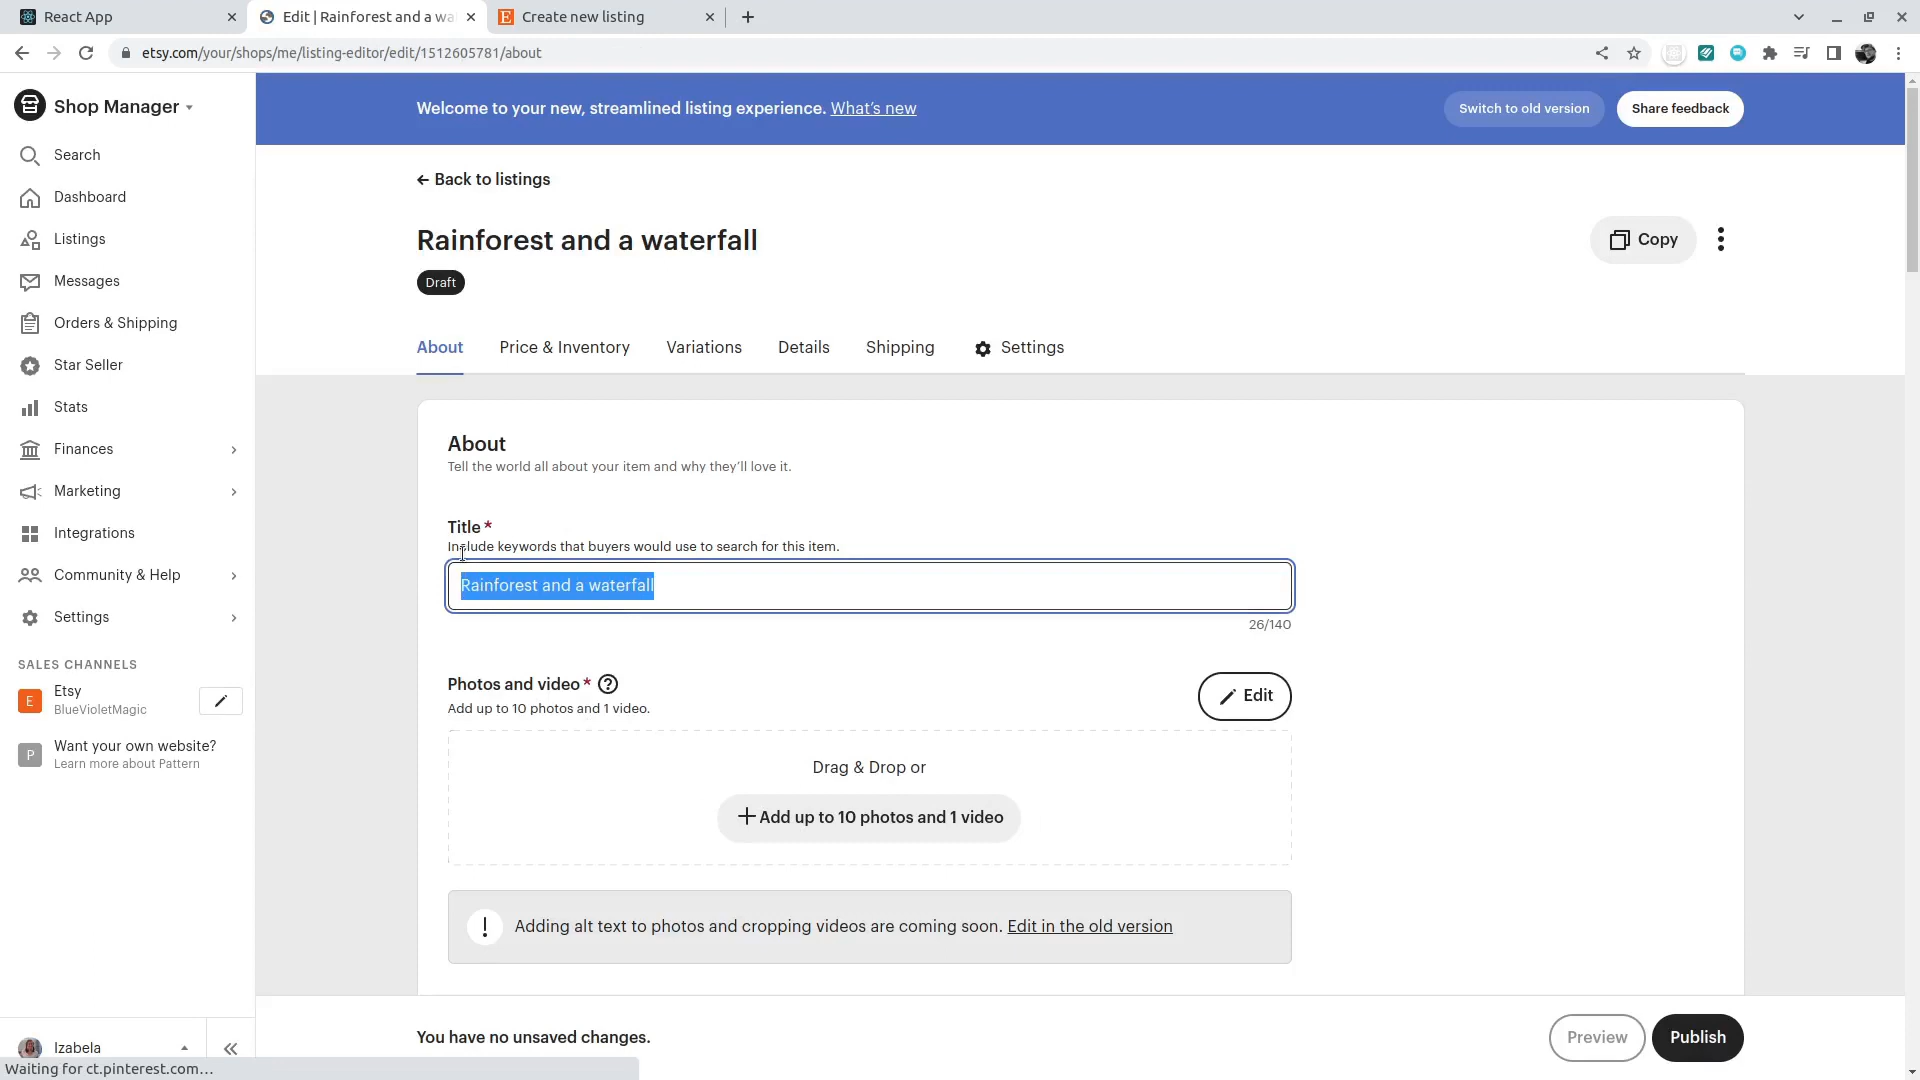 React App
Edit | Rainforest and a wa
Create new listing
etsy.com/your/shops/me/listing-editor/edit/1512605781/about
Shop Manager
Welcome to your new, streamlined listing experience. What's new
Switch to old version
Share feedback
Search
Dashboard
Listings
Messages
Orders & Shipping
Star Seller
Stats
Finances
Marketing
Integrations
Community & Help
Settings
SALES CHANNELS
E
Etsy
BlueVioletMagic
P
Want your own website?
Learn more about Pattern
Izabela
← Back to listings
Rainforest and a waterfall
Copy
Draft
About
Price & Inventory
Variations
Details
Shipping
Settings
About
Tell the world all about your item and why they'll love it.
Title *
Include keywords that buyers would use to search for this item.
Rainforest and a waterfall
26/140
Photos and video * ?
Add up to 10 photos and 1 video.
Edit
Drag & Drop or
+ Add up to 10 photos and 1 video
! Adding alt text to photos and cropping videos are coming soon. Edit in the old version
You have no unsaved changes.
Preview
Publish
Waiting for ct.pinterest.com...